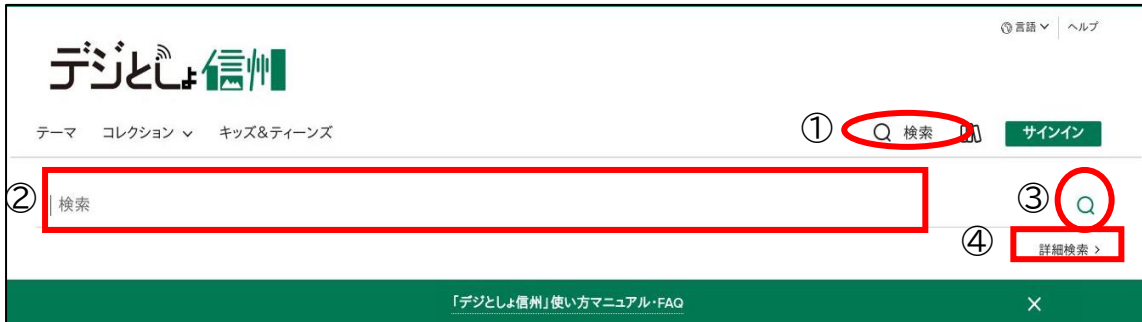 言語 ヘルプ
デジとしょ信州
テーマ コレクション キッズ&ティーンズ ① 検索 サインイン
② 検索 ③
④ 詳細検索 >
「デジとしょ信州」使い方マニュアル・FAQ ×